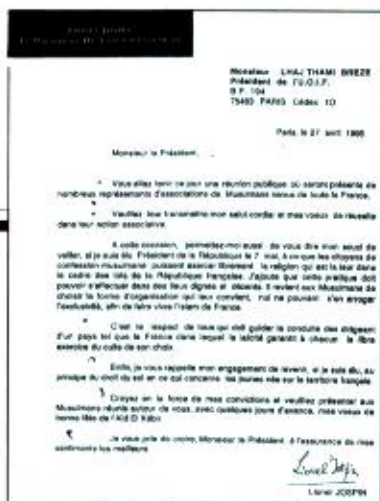 Monsieur LHAJ THAMI BREZE
Président de l'U.O.I.F.
B.P. 194
75483 PARIS Cédex 10
Paris, le 27 avril
Monsieur le Président,
Vous allez tenir ce jour une réunion publique où seront présents de
nombreux représentants d'associations de Musulmans venus de toute la France.
Veuillez leur transmettre mon salut cordial et mes voeux de réussite
dans leur action associative.
A cette occasion, permettez-moi aussi de vous dire mon souci de
veiller, si je suis élu Président de la République le 7 mai, à ce que les citoyens de
confession musulmane puissent exercer librement la religion qui est la leur dans
le cadre des lois de la République française. J'ajoute que cette pratique doit
pouvoir s'effectuer dans des lieux dignes et décents. Il revient aux Musulmans de
choisir la forme d'organisation qui leur convient, nul ne pouvant s'en arroger
l'exclusivité, afin de faire vivre l'Islam de France.
C'est le respect de tous qui doit guider la conduite des dirigeants
d'un pays tel que la France dans lequel la laïcité garantit à chacun le libre
exercice du culte de son choix.
Enfin, je vous rappelle mon engagement de revenir, si je suis élu, au
principe du droit du sol en ce qui concerne les jeunes nés sur le territoire français.
Croyez en la force de mes convictions et veuillez présenter aux
Musulmans réunis autour de vous, avec quelques jours d'avance, mes voeux de
bonne fête de l'Aïd El Kébir.
Je vous prie de croire, Monsieur le Président, à l'assurance de mes
sentiments les meilleurs.
Lionel Jospin
Lionel JOSPIN